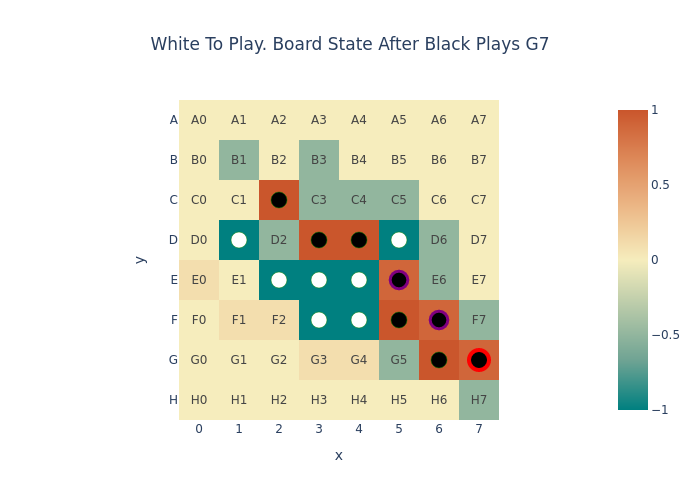 White To Play. Board State After Black Plays G7
A A0 A1 A2 A3 A4 A5 A6 A7
B B0 B1 B2 B3 B4 B5 B6 B7
C C0 C1 C3 C4 C5 C6 C7
D D0 D2 D6 D7
E E0 E1 E6 E7
F F0 F1 F2 F7
G G0 G1 G2 G3 G4 G5
H H0 H1 H2 H3 H4 H5 H6 H7
0 1 2 3 4 5 6 7
x
y
1
0.5
0
−0.5
−1